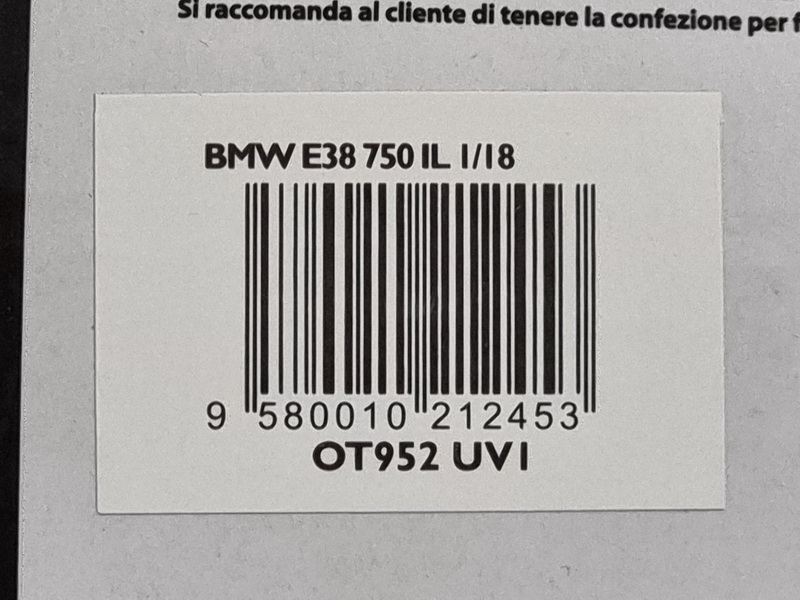 Si raccomanda al cliente di tenere la confezione per f
BMW E38 750 IL 1/18
9 580010 212453
OT952 UV1